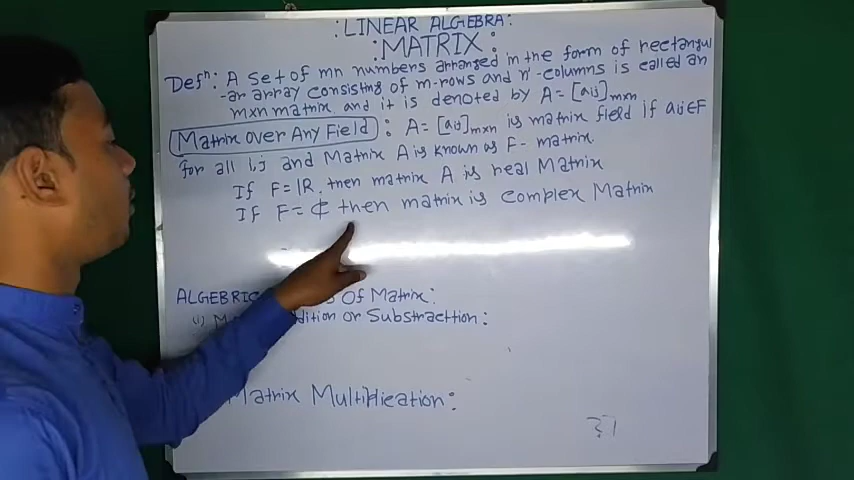 :LINEAR ALGEBRA:
:MATRIX:
Defⁿ: A set of mn numbers arranged in the form of rectangul
-ar array consisting of m-rows and n'-columns is called an
mxn matrix and it is denoted by A = [aij]mxn
Matrix Over Any Field : A = [aij]mxn is matrix field if aij∈F
for all i,j and Matrix A is known as F- matrix.
If F = IR. then matrix A is real Matrix
If F = ₵ then matrix is Complex Matrix
ALGEBRIC Of Matrix:
(i) dition or Substraction:
Matrix Multiplication: